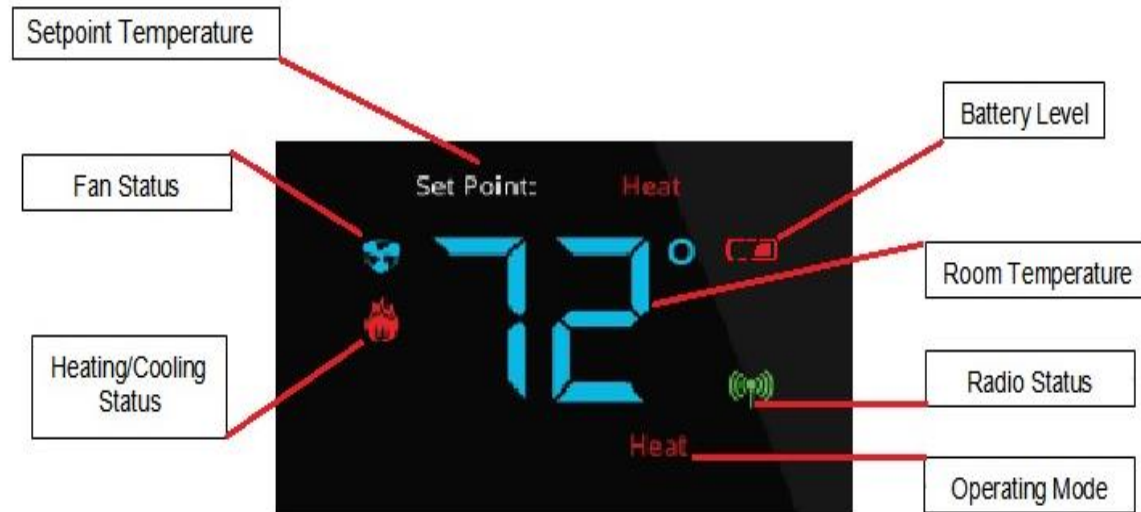 Setpoint Temperature
Battery Level
Fan Status
Set Point: Heat
72°
Room Temperature
Heating/Cooling
Status
Radio Status
Heat
Operating Mode